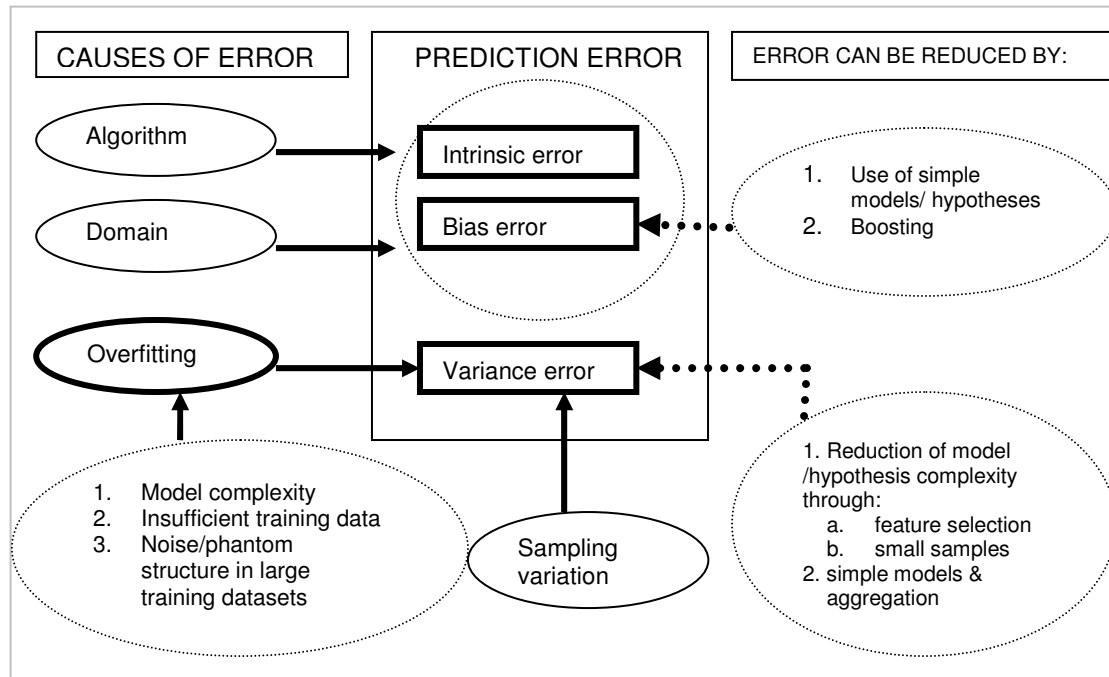 CAUSES OF ERROR
PREDICTION ERROR
ERROR CAN BE REDUCED BY:
Algorithm
Intrinsic error
Domain
Bias error
1. Use of simple
models/ hypotheses
2. Boosting
Overfitting
Variance error
1. Model complexity
2. Insufficient training data
3. Noise/phantom
structure in large
training datasets
Sampling
variation
1. Reduction of model
/hypothesis complexity
through:
a. feature selection
b. small samples
2. simple models &
aggregation